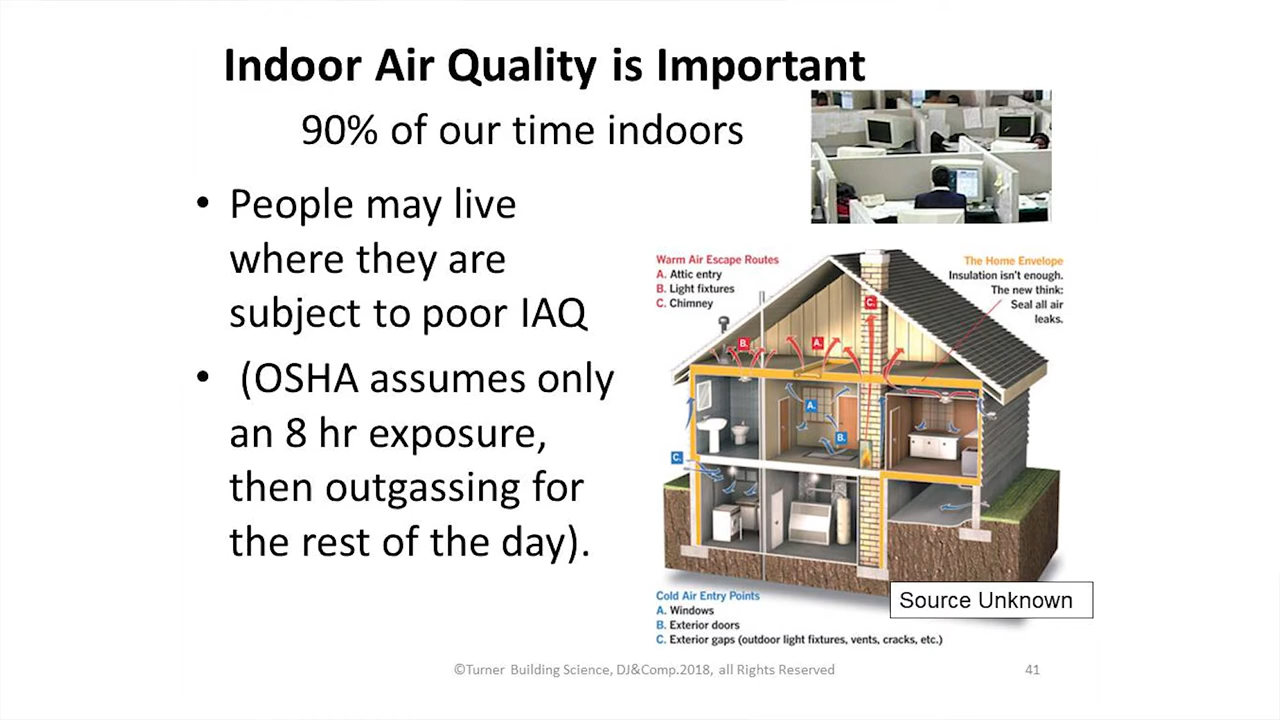 Indoor Air Quality is Important
90% of our time indoors
• People may live
where they are
subject to poor IAQ
• (OSHA assumes only
an 8 hr exposure,
then outgassing for
the rest of the day).
Warm Air Escape Routes
A. Attic entry
B. Light fixtures
C. Chimney
The Home Envelope
Insulation isn't enough.
The new think:
Seal all air
leaks.
C.
B.
A.
A.
B.
C.
Cold Air Entry Points
A. Windows
B. Exterior doors
C. Exterior gaps (outdoor light fixtures, vents, cracks, etc.)
Source Unknown
©Turner Building Science, DJ&Comp.2018, all Rights Reserved
41